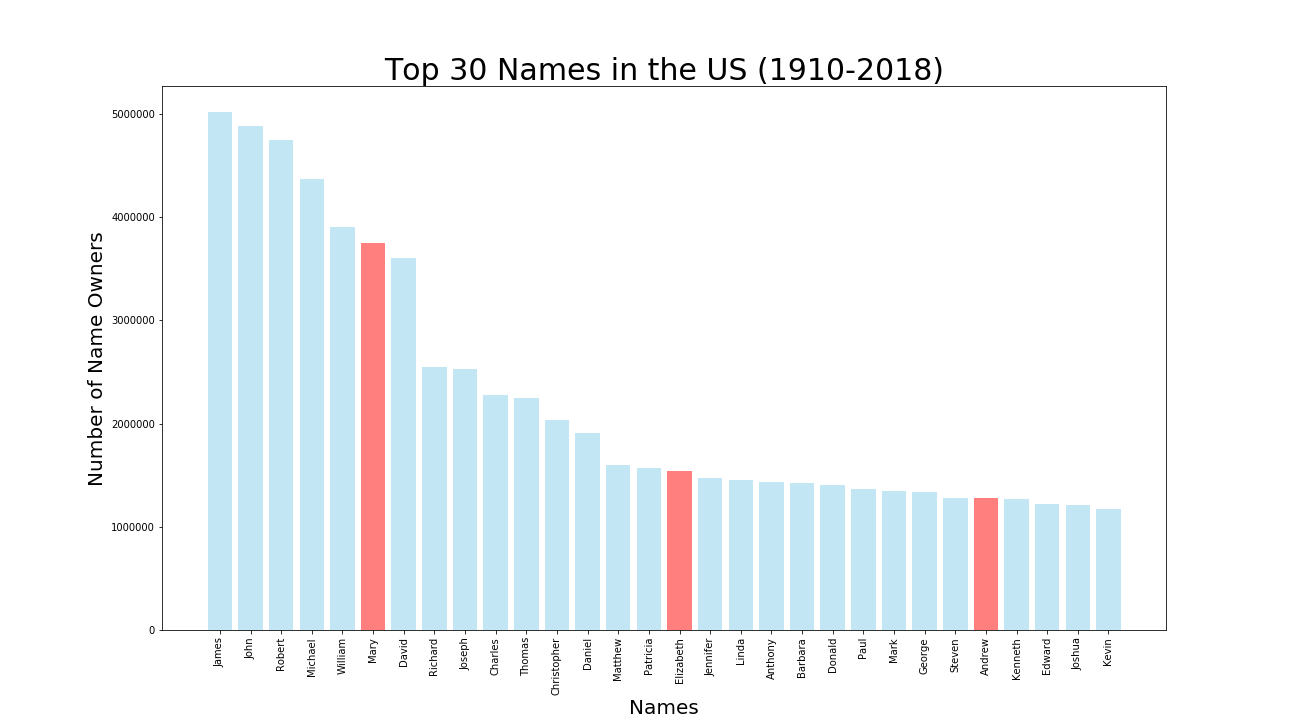 Top 30 Names in the US (1910-2018)
Number of Name Owners
5000000
4000000
3000000
2000000
1000000
0
James
John
Robert
Michael
William
Mary
David
Richard
Joseph
Charles
Thomas
Christopher
Daniel
Matthew
Patricia
Elizabeth
Jennifer
Linda
Anthony
Barbara
Donald
Paul
Mark
George
Steven
Andrew
Kenneth
Edward
Joshua
Kevin
Names